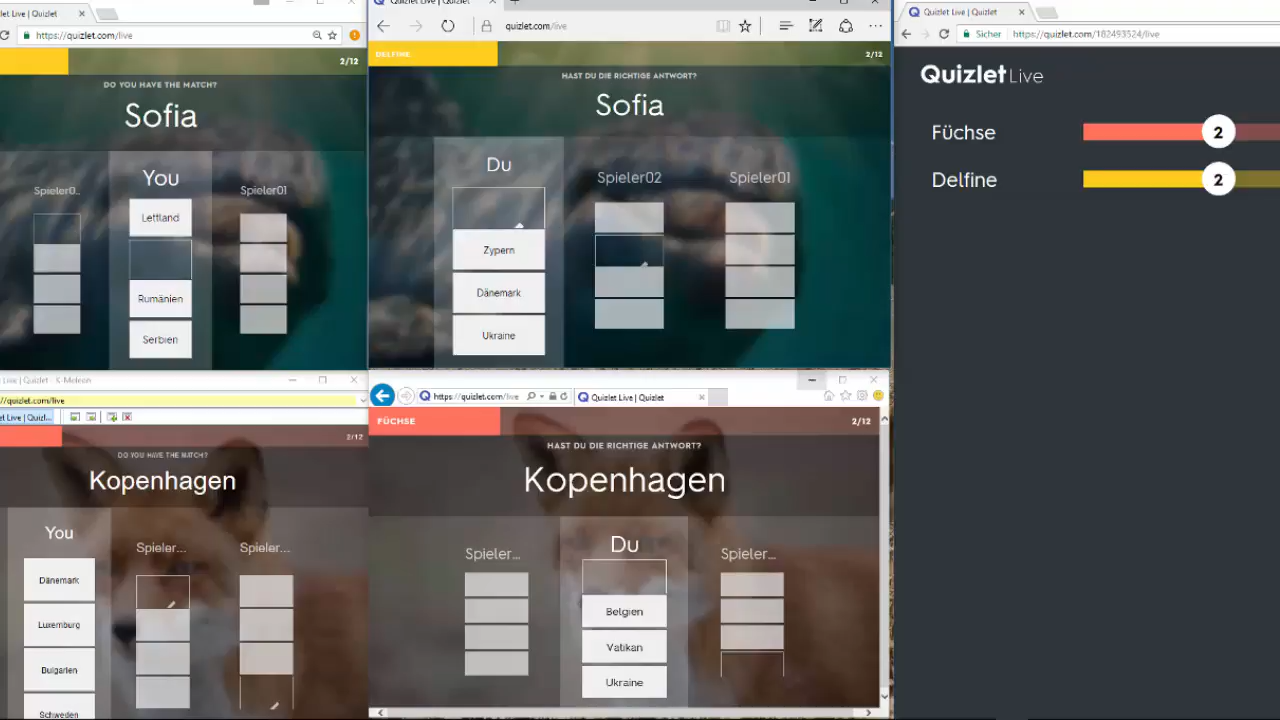 Quizlet Live | Quizlet
https://quizlet.com/live
2/12
DO YOU HAVE THE MATCH?
Sofia
Spieler0..
You
Spieler01
Lettland
Rumänien
Serbien
Quizlet Live | Quizlet
quizlet.com/live
DELFINE
2/12
HAST DU DIE RICHTIGE ANTWORT?
Sofia
Du
Spieler02
Spieler01
Zypern
Dänemark
Ukraine
Quizlet Live | Quizlet
Sicher
https://quizlet.com/182493524/live
Quizlet Live
Füchse
2
Delfine
2
Live | Quizlet - K-Meleon
://quizlet.com/live
let Live | Quizl...
2/12
DO YOU HAVE THE MATCH?
Kopenhagen
You
Spieler...
Spieler...
Dänemark
Luxemburg
Bulgarien
Schweden
https://quizlet.com/live
Quizlet Live | Quizlet
FÜCHSE
2/12
HAST DU DIE RICHTIGE ANTWORT?
Kopenhagen
Spieler...
Du
Spieler...
Belgien
Vatikan
Ukraine